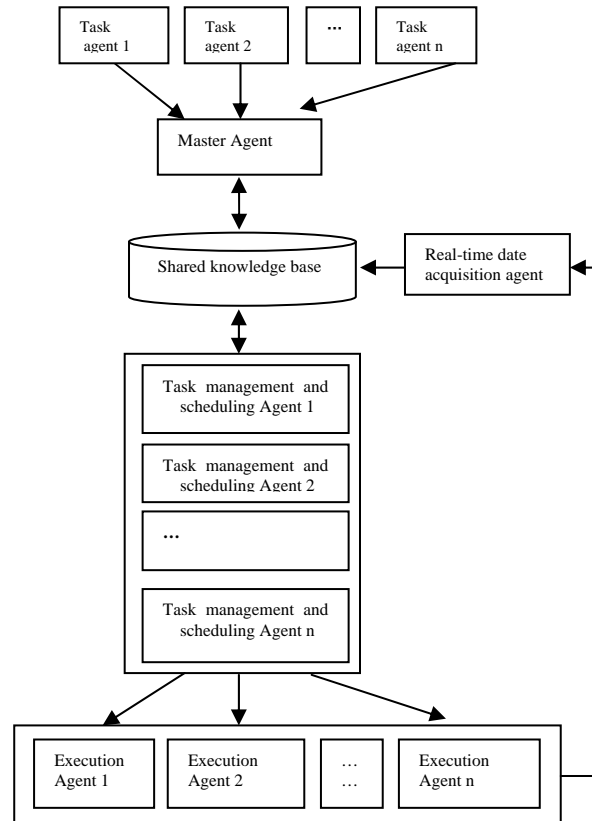 Task
agent 1
Task
agent 2
...
Task
agent n
Master Agent
Shared knowledge base
Real-time date
acquisition agent
Task management and
scheduling Agent 1
Task management and
scheduling Agent 2
...
Task management and
scheduling Agent n
Execution
Agent 1
Execution
Agent 2
…
…
Execution
Agent n